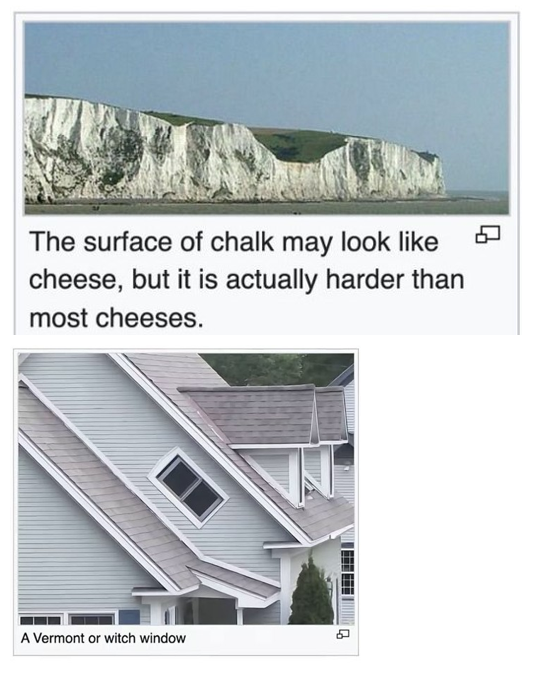 The surface of chalk may look like
cheese, but it is actually harder than
most cheeses.
A Vermont or witch window